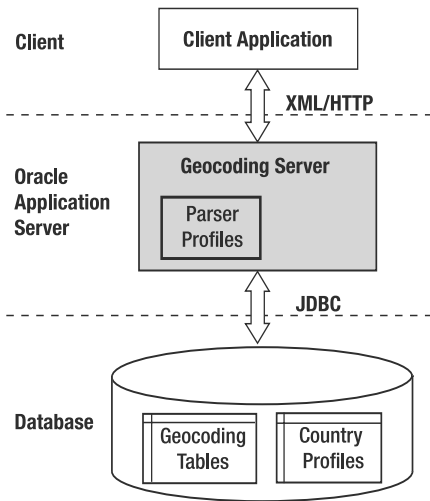 Client
Client Application
XML/HTTP
Oracle
Application
Server
Geocoding Server
Parser
Profiles
JDBC
Database
Geocoding
Tables
Country
Profiles